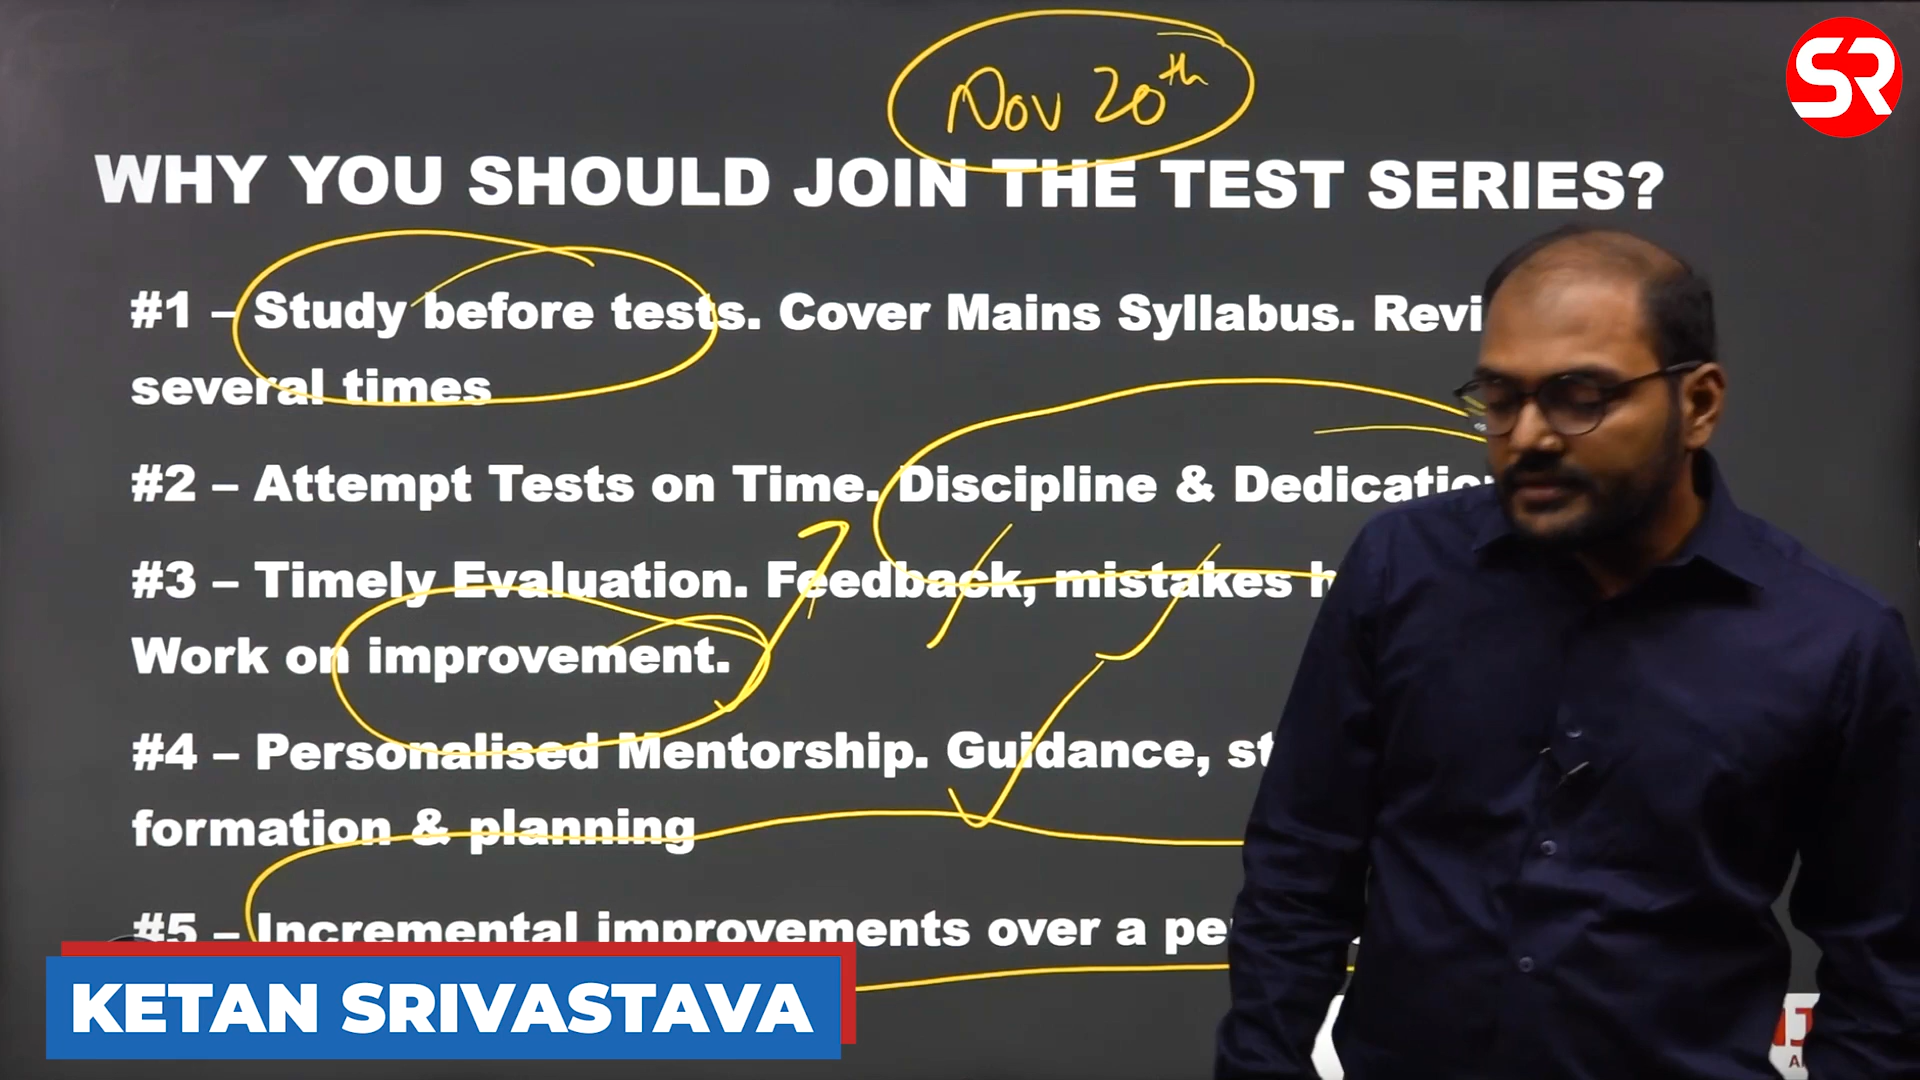 Nov 20th
SR
WHY YOU SHOULD JOIN THE TEST SERIES?
#1 – Study before tests. Cover Mains Syllabus. Revi
several times
#2 – Attempt Tests on Time. Discipline & Dedicatio
#3 – Timely Evaluation. Feedback, mistakes h
Work on improvement.
#4 – Personalised Mentorship. Guidance, st
formation & planning
#5 – Incremental improvements over a pe
KETAN SRIVASTAVA